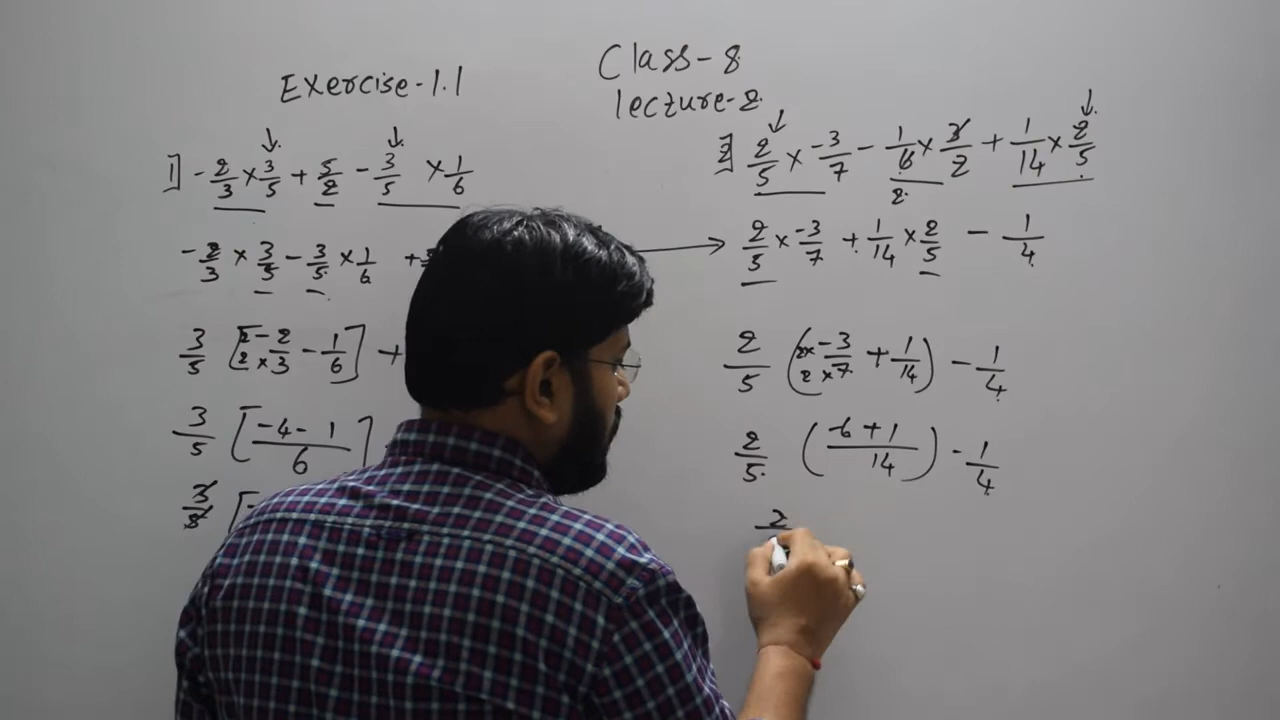 Class-8
Exercise-1.1
lecture-2
1] -2/3 × 3/5 + 5/2 - 3/5 × 1/6
-2/3 × 3/5 - 3/5 × 1/6 +
3/5 [2 - 2 / 2 × 3 - 1/6] +
3/5 [-4 - 1 / 6]
3/5 [-
2] 2/5 × -3/7 - 1/6 × 3/2 + 1/14 × 2/5
2
→ 2/5 × -3/7 + 1/14 × 2/5 - 1/4
2/5 (2× -3 / 2 × 7 + 1/14) - 1/4
2/5 (-6 + 1 / 14) - 1/4
2